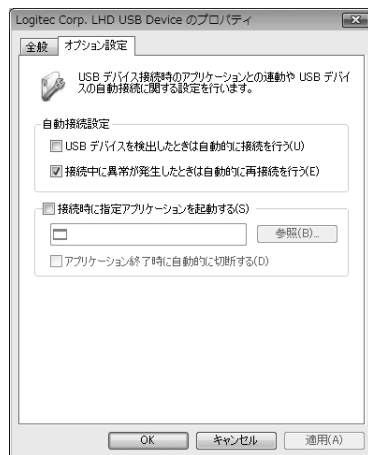 Logitec Corp. LHD USB Device のプロパティ
全般 オプション設定
USB デバイス接続時のアプリケーションとの連動や USB デバイ
スの自動接続に関する設定を行います。
自動接続設定
USB デバイスを検出したときは自動的に接続を行う(U)
接続中に異常が発生したときは自動的に再接続を行う(E)
接続時に指定アプリケーションを起動する(S)
参照(B)...
アプリケーション終了時に自動的に切断する(D)
OK キャンセル 適用(A)